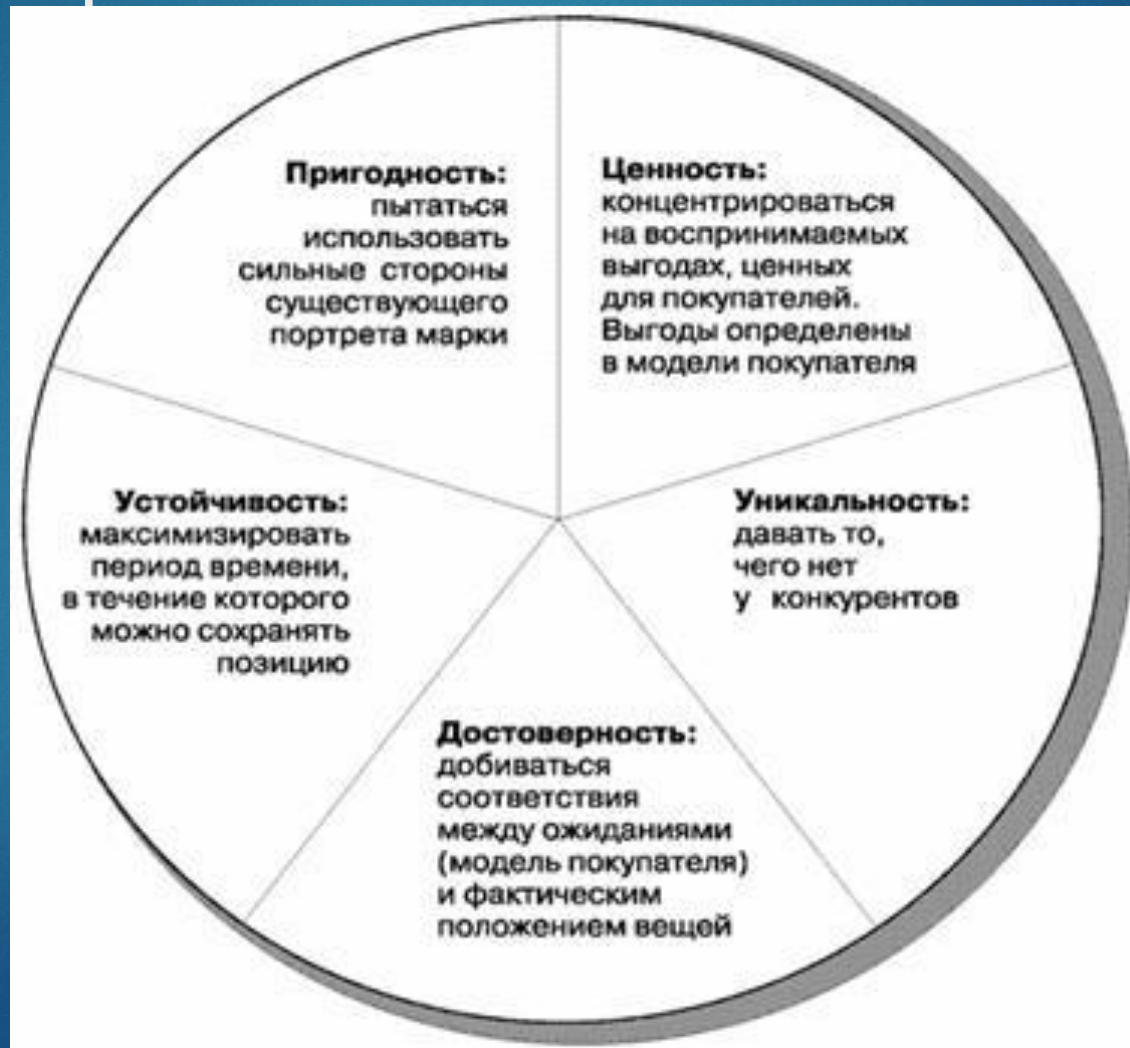 Пригодность:
пытаться
использовать
сильные стороны
существующего
портрета марки
Ценность:
концентрироваться
на воспринимаемых
выгодах, ценных
для покупателей.
Выгоды определены
в модели покупателя
Устойчивость:
максимизировать
период времени,
в течение которого
можно сохранять
позицию
Уникальность:
давать то,
чего нет
у конкурентов
Достоверность:
добиваться
соответствия
между ожиданиями
(модель покупателя)
и фактическим
положением вещей